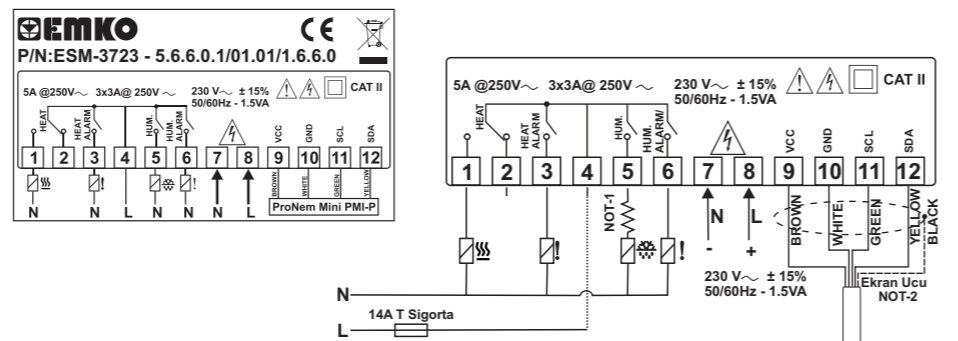 EMKO CE
P/N:ESM-3723 - 5.6.6.0.1/01.01/1.6.6.0
5A @250V~ 3x3A@ 250V ~ 230 V~ ± 15%
50/60Hz - 1.5VA
CAT II
HEAT
HEAT ALARM
HUM.
HUM. ALARM
VCC
GND
SCL
SDA
1 2 3 4 5 6 7 8 9 10 11 12
BROWN
WHITE
GREEN
YELLOW
N N L N N N L
ProNem Mini PMI-P
5A @250V~ 3x3A@ 250V ~ 230 V~ ± 15%
50/60Hz - 1.5VA
CAT II
HEAT
HEAT ALARM
HUM.
HUM. ALARM/
VCC
GND
SCL
SDA
1 2 3 4 5 6 7 8 9 10 11 12
NOT-1
N L
- +
BROWN
WHITE
GREEN
YELLOW
BLACK
230 V~ ± 15%
50/60Hz - 1.5VA
Ekran Ucu
NOT-2
N
14A T Sigorta
L